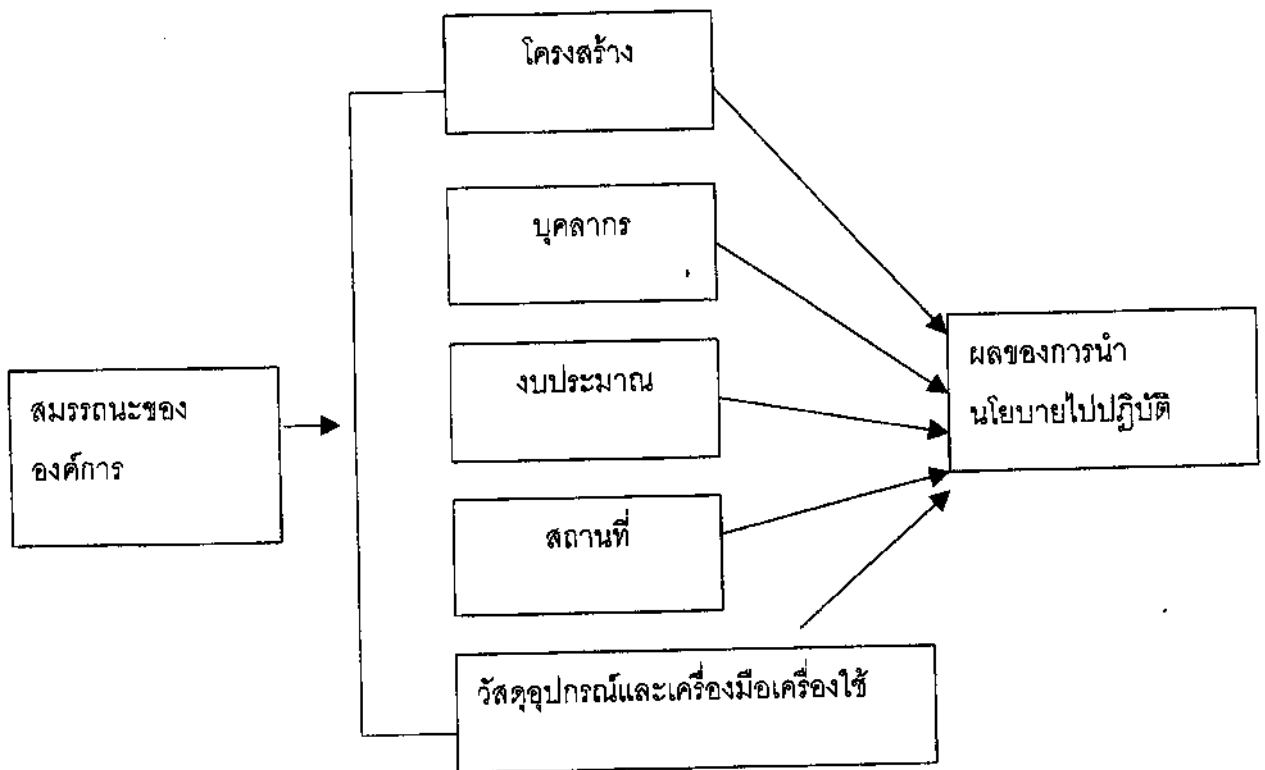 โครงสร้าง
บุคลากร
งบประมาณ
สถานที่
วัสดุอุปกรณ์และเครื่องมือเครื่องใช้
สมรรถนะของ
องค์การ
ผลของการนำ
นโยบายไปปฏิบัติ